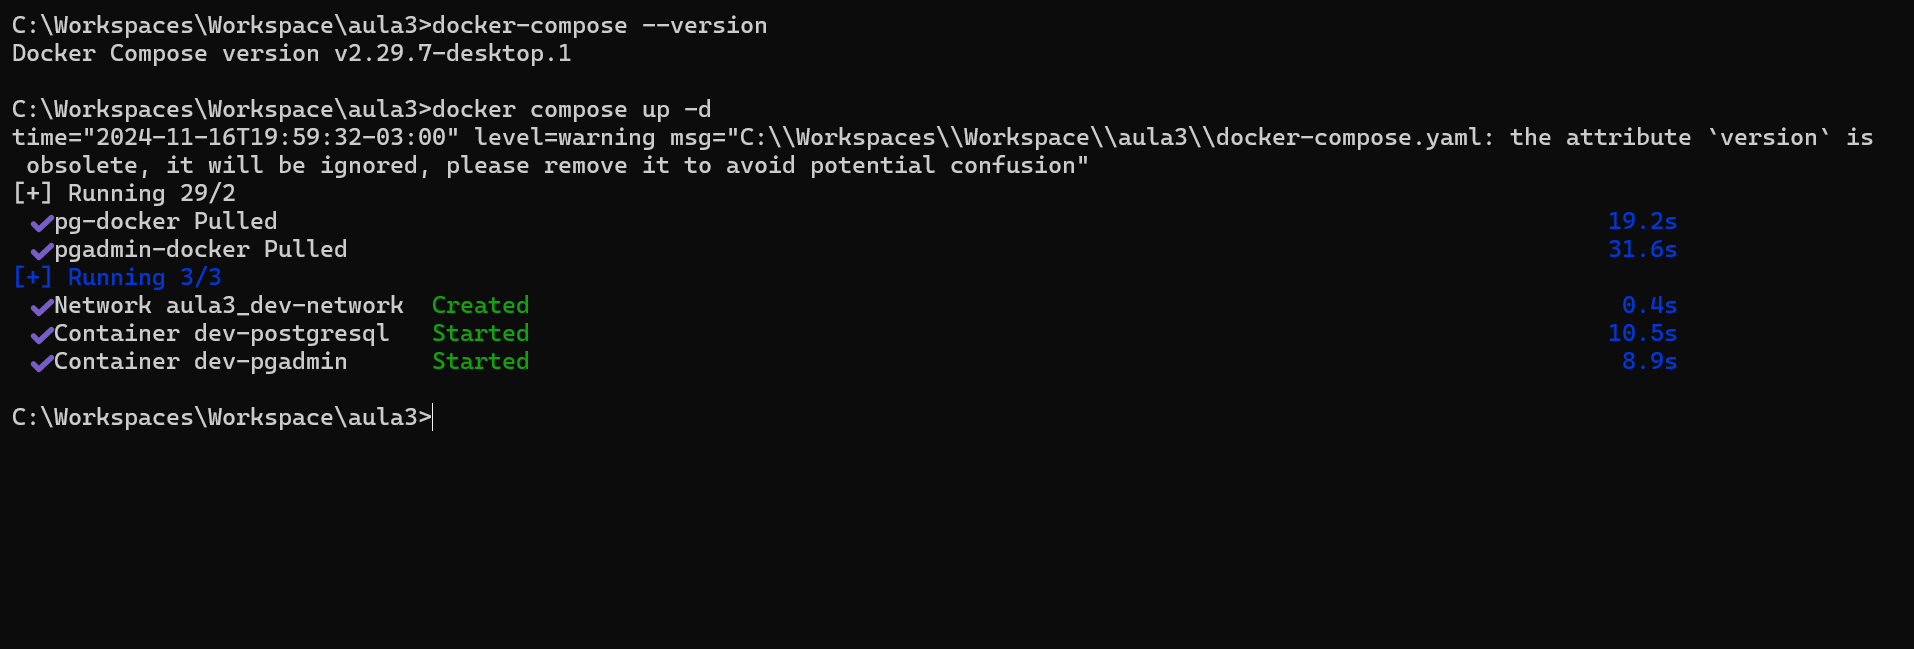 C:\Workspaces\Workspace\aula3>docker-compose --version
Docker Compose version v2.29.7-desktop.1
C:\Workspaces\Workspace\aula3>docker compose up -d
time="2024-11-16T19:59:32-03:00" level=warning msg="C:\\Workspaces\\Workspace\\aula3\\docker-compose.yaml: the attribute `version` is
obsolete, it will be ignored, please remove it to avoid potential confusion"
[+] Running 29/2
✔pg-docker Pulled 19.2s
✔pgadmin-docker Pulled 31.6s
[+] Running 3/3
✔Network aula3_dev-network Created 0.4s
✔Container dev-postgresql Started 10.5s
✔Container dev-pgadmin Started 8.9s
C:\Workspaces\Workspace\aula3>